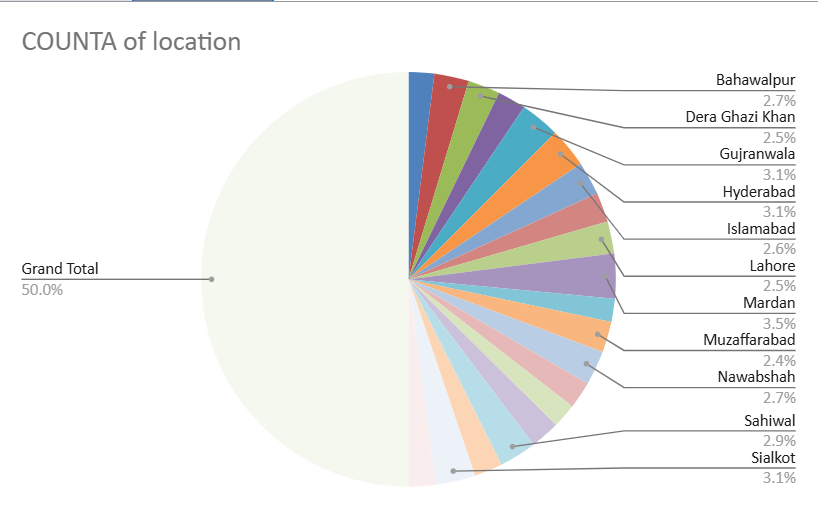 COUNTA of location
Bahawalpur
2.7%
Dera Ghazi Khan
2.5%
Gujranwala
3.1%
Hyderabad
3.1%
Islamabad
2.6%
Grand Total
50.0%
Lahore
2.5%
Mardan
3.5%
Muzaffarabad
2.4%
Nawabshah
2.7%
Sahiwal
2.9%
Sialkot
3.1%